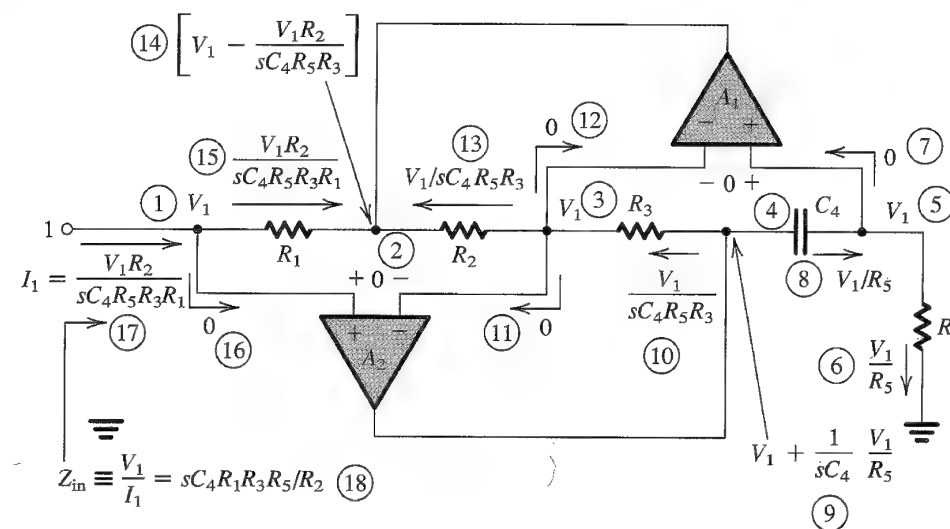 ⑭ [V₁ − V₁R₂ / sC₄R₅R₃]
A₁
− +
− 0 +
0 ⑫
0 ⑦
⑮ V₁R₂ / sC₄R₅R₃R₁
⑬
V₁/sC₄R₅R₃
① V₁
V₁ ③ R₃
④ C₄
V₁ ⑤
1
R₁
②
R₂
+ 0 −
I₁ = V₁R₂ / sC₄R₅R₃R₁
⑰
0
⑯
+ −
A₂
⑪ 0
V₁ / sC₄R₅R₃
⑩
⑧ V₁/R₅
R
⑥ V₁ / R₅
V₁ + 1 / sC₄ V₁ / R₅
⑨
Zin ≡ V₁ / I₁ = sC₄R₁R₃R₅/R₂ ⑱